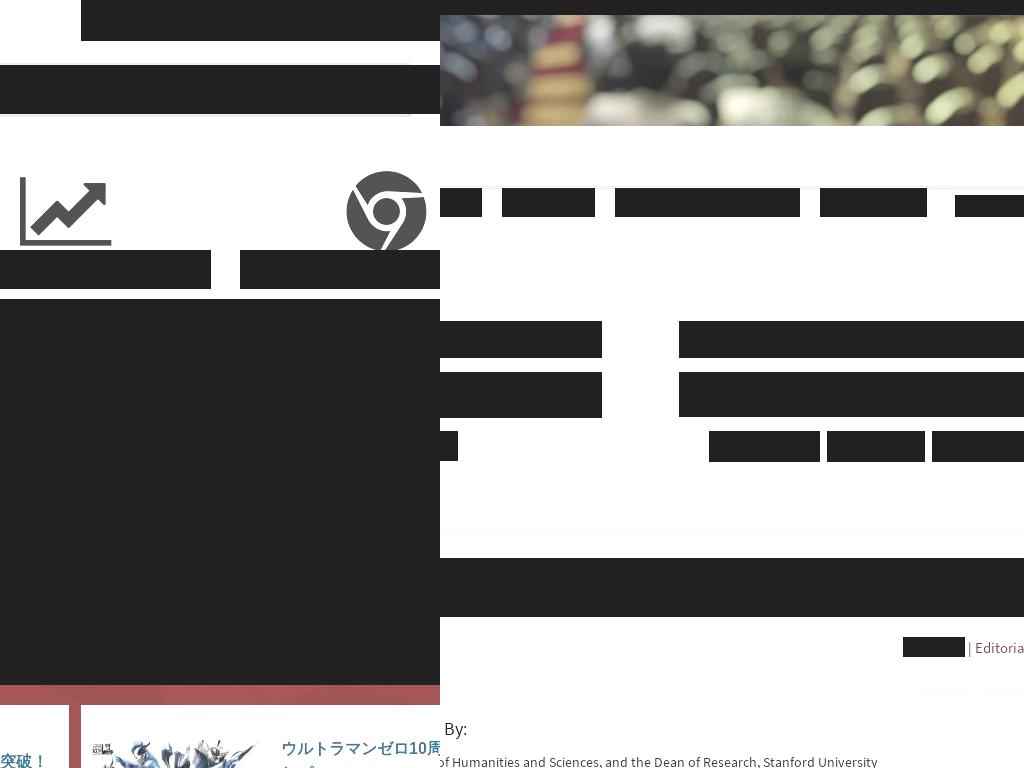 | Editoria
By:
突破！
ウルトラマンゼロ10周
of Humanities and Sciences, and the Dean of Research, Stanford University